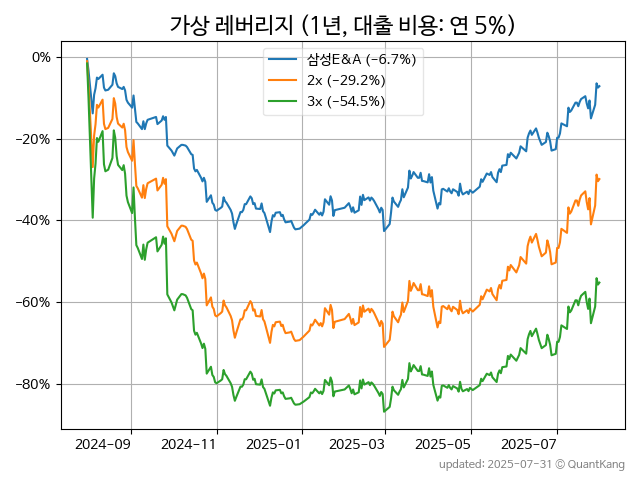 가상 레버리지 (1년, 대출 비용: 연 5%)
삼성E&A (−6.7%)
2x (−29.2%)
3x (−54.5%)
0%
−20%
−40%
−60%
−80%
2024-09 2024-11 2025-01 2025-03 2025-05 2025-07
updated: 2025-07-31 © QuantKang